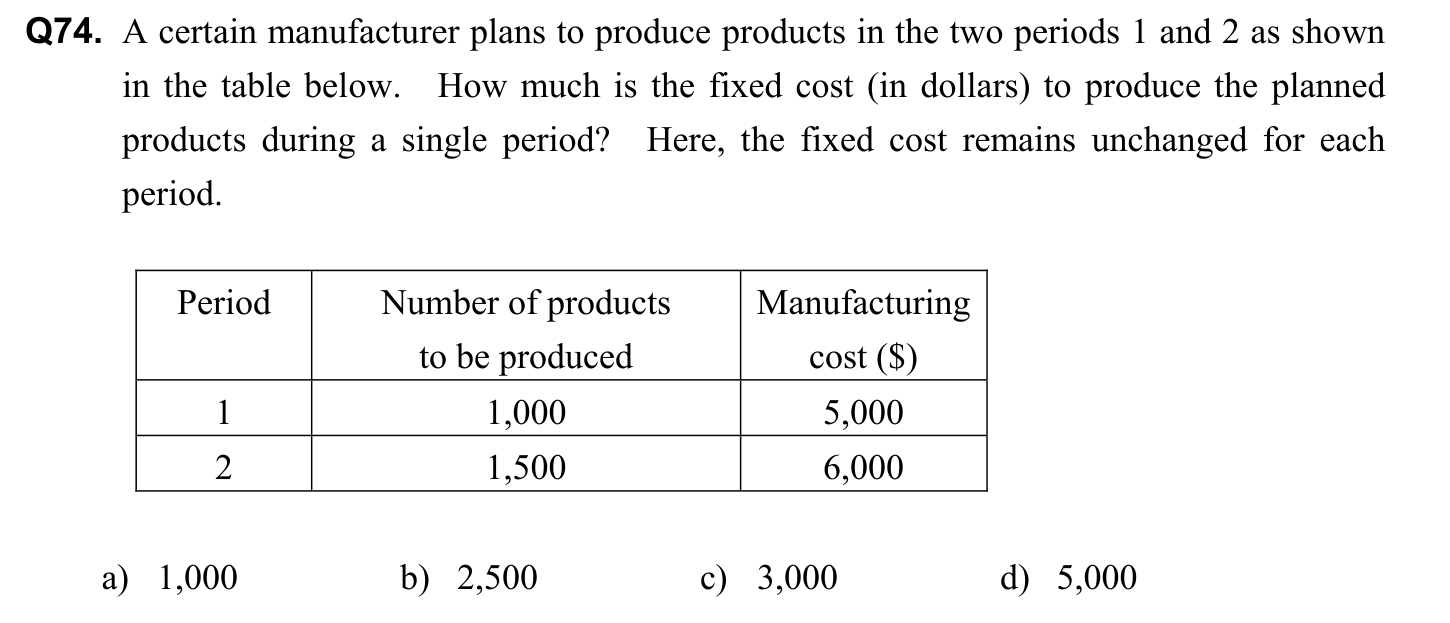 Q74. A certain manufacturer plans to produce products in the two periods 1 and 2 as shown
in the table below. How much is the fixed cost (in dollars) to produce the planned
products during a single period? Here, the fixed cost remains unchanged for each
period.
Period Number of products Manufacturing
to be produced cost ($)
1 1,000 5,000
2 1,500 6,000
a) 1,000 b) 2,500 c) 3,000 d) 5,000